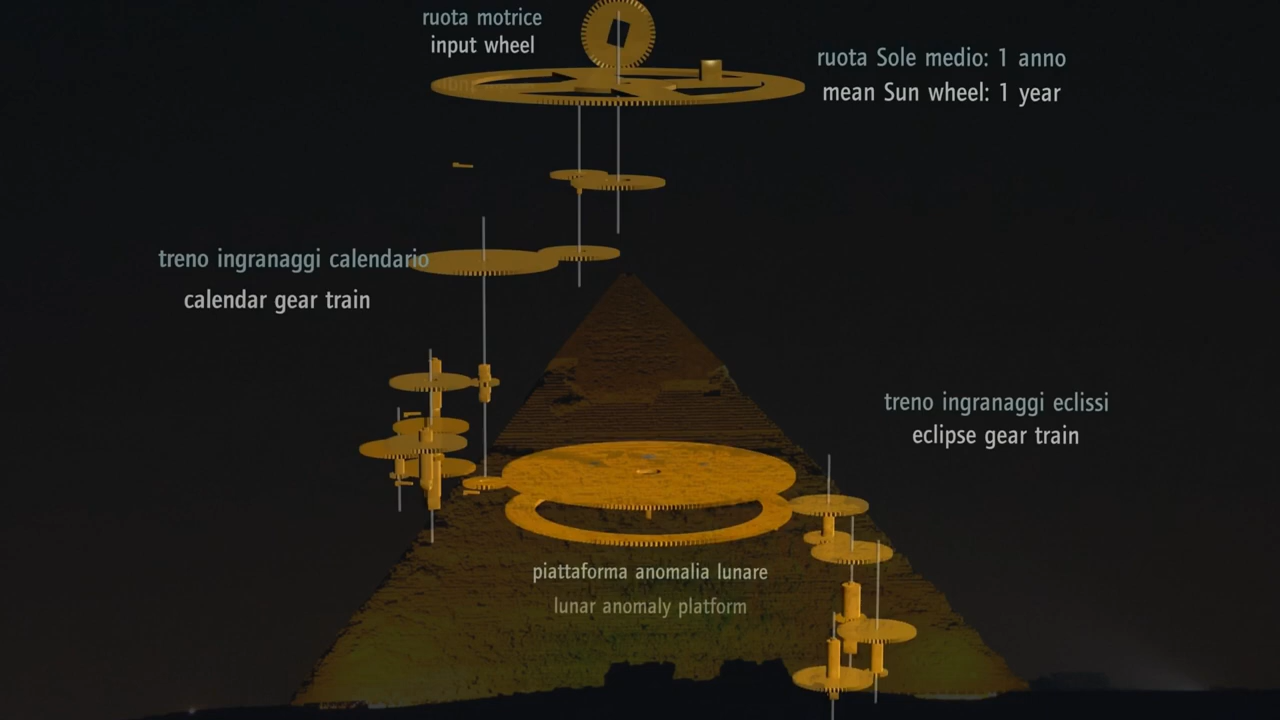 ruota motrice
input wheel
ruota Sole medio: 1 anno
mean Sun wheel: 1 year
treno ingranaggi calendario
calendar gear train
treno ingranaggi eclissi
eclipse gear train
piattaforma anomalia lunare
lunar anomaly platform